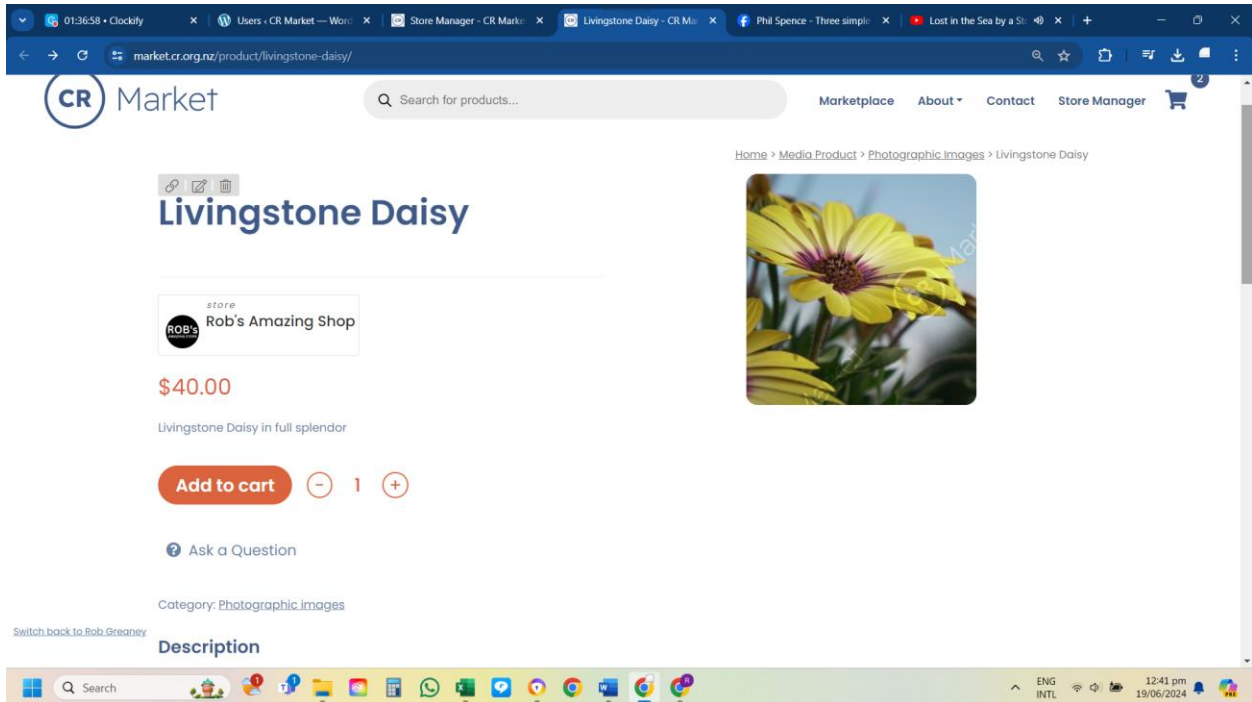 01:36:58 • Clockify
Users ‹ CR Market — Word
Store Manager - CR Marke
Livingstone Daisy - CR Ma
Phil Spence - Three simple
Lost in the Sea by a St
market.cr.org.nz/product/livingstone-daisy/
CR Market
Search for products...
Marketplace About Contact Store Manager
2
Home > Media Product > Photographic Images > Livingstone Daisy
Livingstone Daisy
store
ROB's
Rob's Amazing Shop
$40.00
Livingstone Daisy in full splendor
Add to cart − 1 +
Ask a Question
Category: Photographic images
Switch back to Rob Greaney
Description
CR Mark
Search
ENG
INTL
12:41 pm
19/06/2024